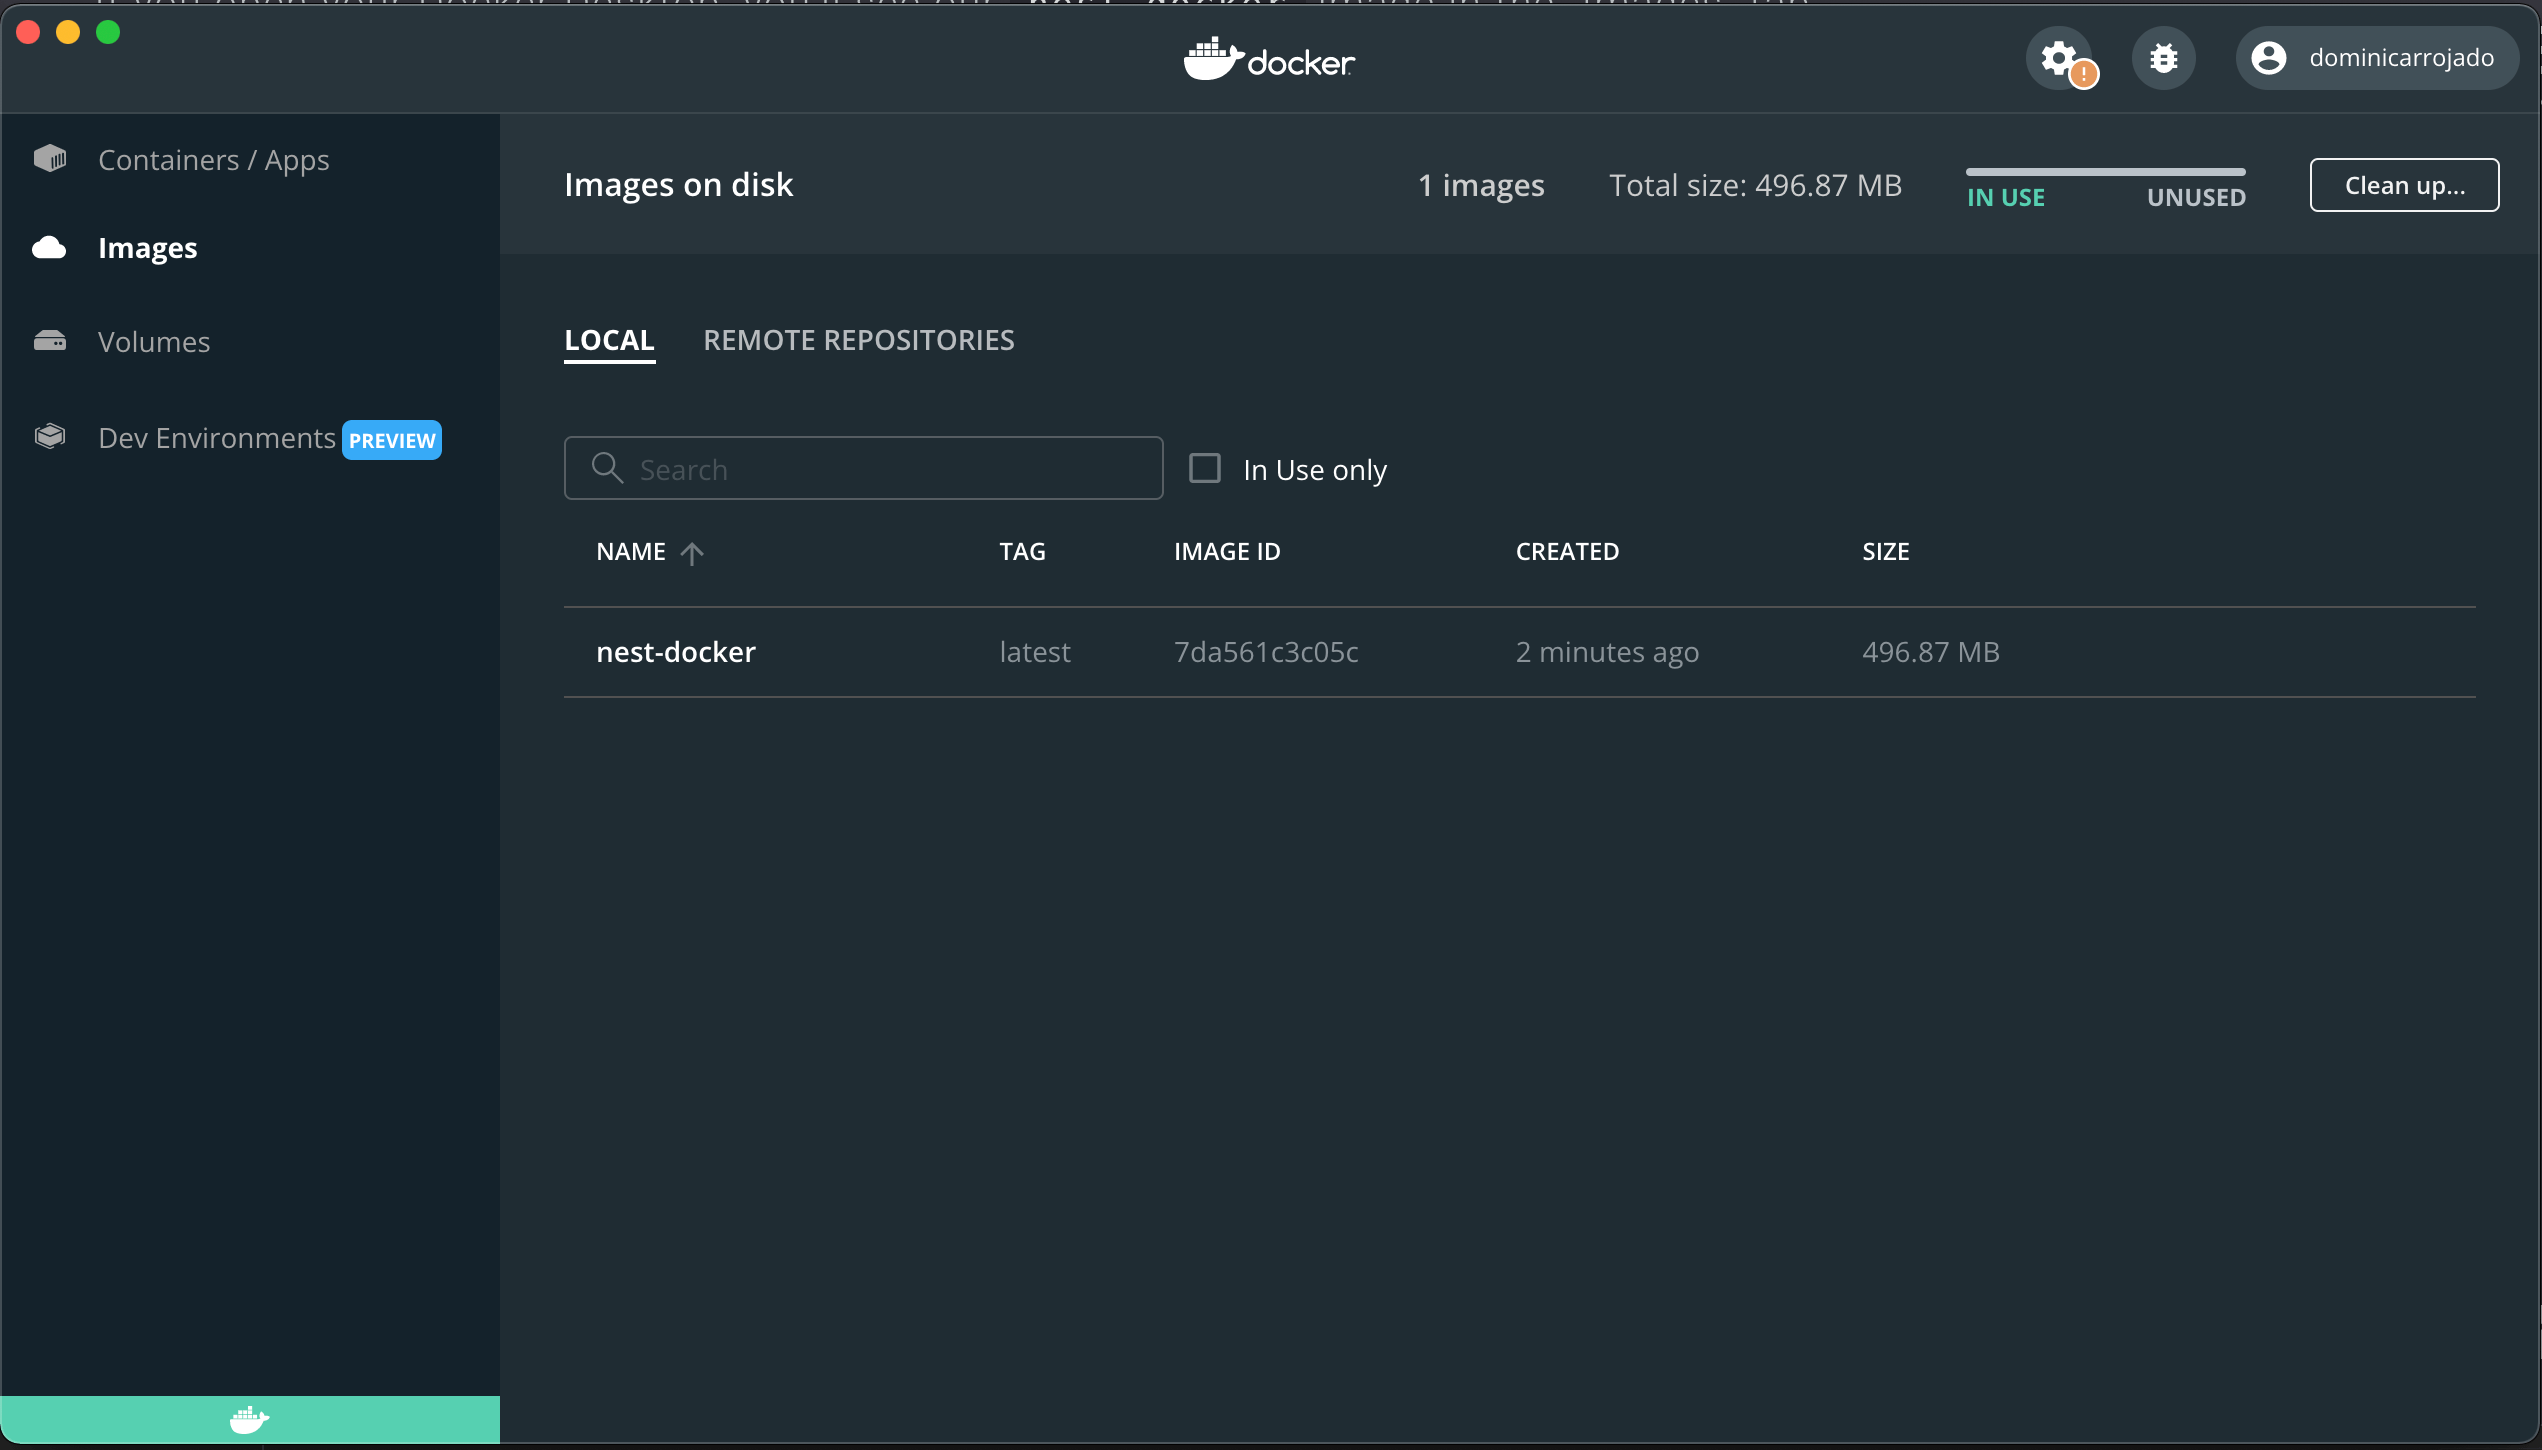 docker
dominicarrojado
Containers / Apps
Images
Volumes
Dev Environments PREVIEW
Images on disk
1 images
Total size: 496.87 MB
IN USE
UNUSED
Clean up...
LOCAL
REMOTE REPOSITORIES
Search
In Use only
NAME TAG IMAGE ID CREATED SIZE
nest-docker latest 7da561c3c05c 2 minutes ago 496.87 MB